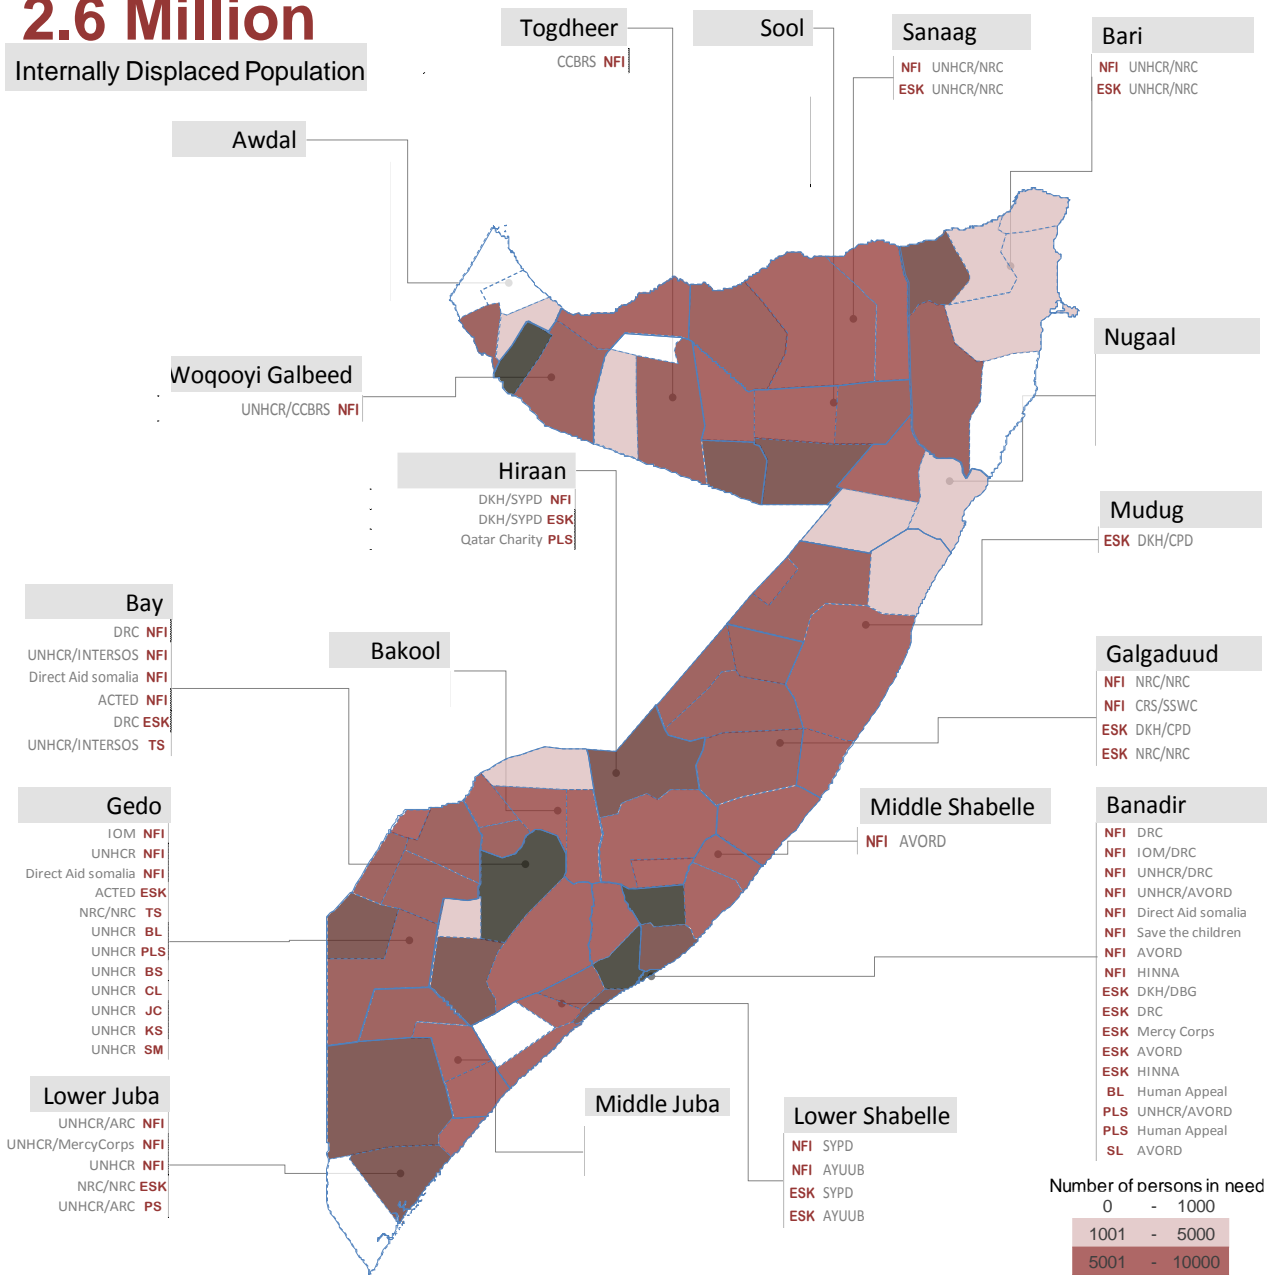 2.6 Million
Internally Displaced Population
Togdheer
CCBRS NFI
Sool
Sanaag
NFI UNHCR/NRC
ESK UNHCR/NRC
Bari
NFI UNHCR/NRC
ESK UNHCR/NRC
Awdal
Nugaal
Woqooyi Galbeed
UNHCR/CCBRS NFI
Hiraan
DKH/SYPD NFI
DKH/SYPD ESK
Qatar Charity PLS
Mudug
ESK DKH/CPD
Bay
DRC NFI
UNHCR/INTERSOS NFI
Direct Aid somalia NFI
ACTED NFI
DRC ESK
UNHCR/INTERSOS TS
Bakool
Galgaduud
NFI NRC/NRC
NFI CRS/SSWC
ESK DKH/CPD
ESK NRC/NRC
Gedo
IOM NFI
UNHCR NFI
Direct Aid somalia NFI
ACTED ESK
NRC/NRC TS
UNHCR BL
UNHCR PLS
UNHCR BS
UNHCR CL
UNHCR JC
UNHCR KS
UNHCR SM
Middle Shabelle
NFI AVORD
Banadir
NFI DRC
NFI IOM/DRC
NFI UNHCR/DRC
NFI UNHCR/AVORD
NFI Direct Aid somalia
NFI Save the children
NFI AVORD
NFI HINNA
ESK DKH/DBG
ESK DRC
ESK Mercy Corps
ESK AVORD
ESK HINNA
BL Human Appeal
PLS UNHCR/AVORD
PLS Human Appeal
SL AVORD
Lower Juba
UNHCR/ARC NFI
UNHCR/MercyCorps NFI
UNHCR NFI
NRC/NRC ESK
UNHCR/ARC PS
Middle Juba
Lower Shabelle
NFI SYPD
NFI AYUUB
ESK SYPD
ESK AYUUB
Number of persons in need
0 - 1000
1001 - 5000
5001 - 10000